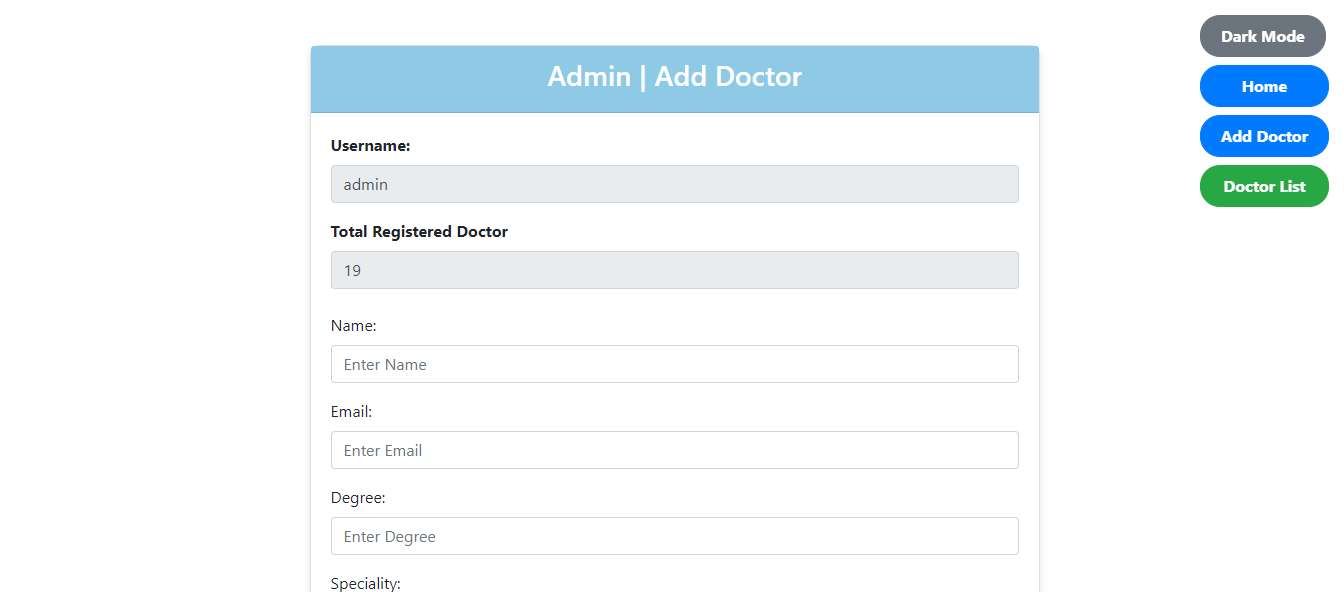 Admin | Add Doctor
Username:
admin
Total Registered Doctor
19
Name:
Enter Name
Email:
Enter Email
Degree:
Enter Degree
Speciality:
Dark Mode
Home
Add Doctor
Doctor List